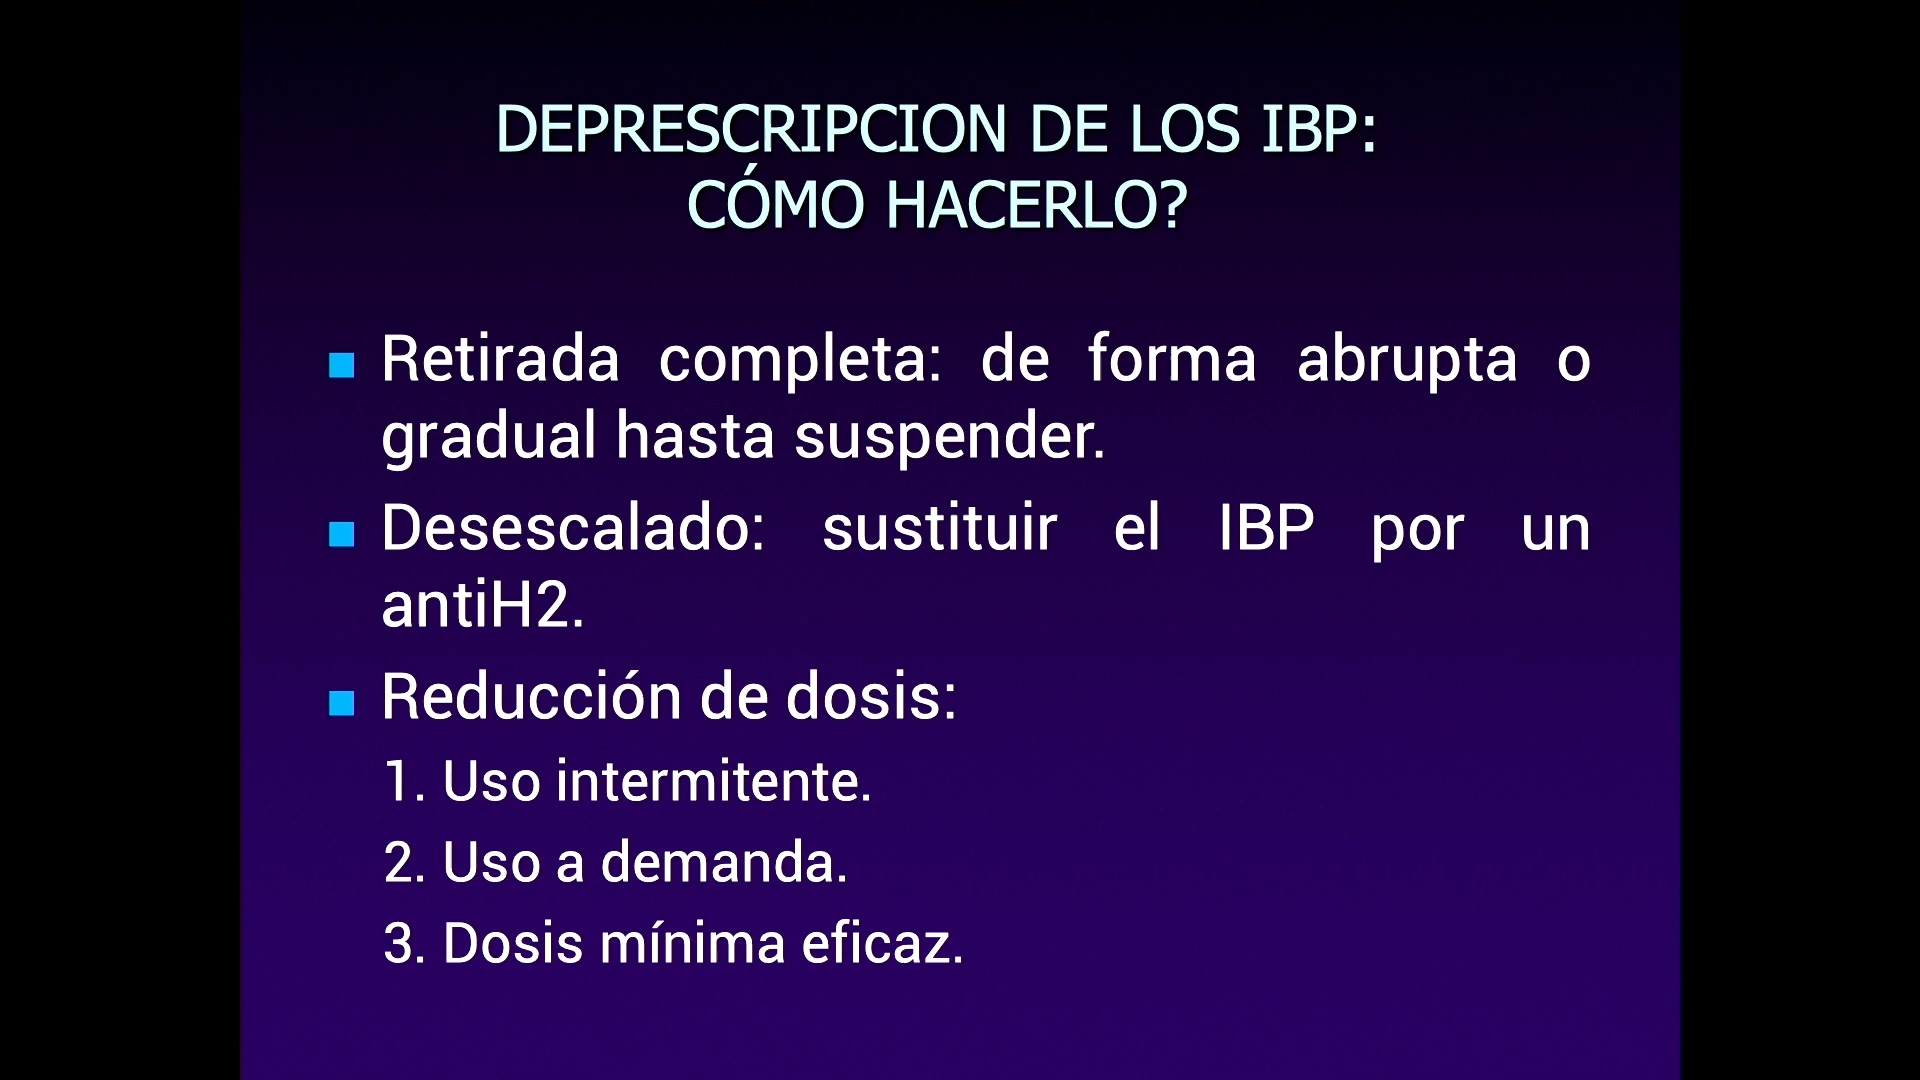 DEPRESCRIPCION DE LOS IBP:
CÓMO HACERLO?
Retirada completa: de forma abrupta o
gradual hasta suspender.
Desescalado: sustituir el IBP por un
antiH2.
Reducción de dosis:
1. Uso intermitente.
2. Uso a demanda.
3. Dosis mínima eficaz.